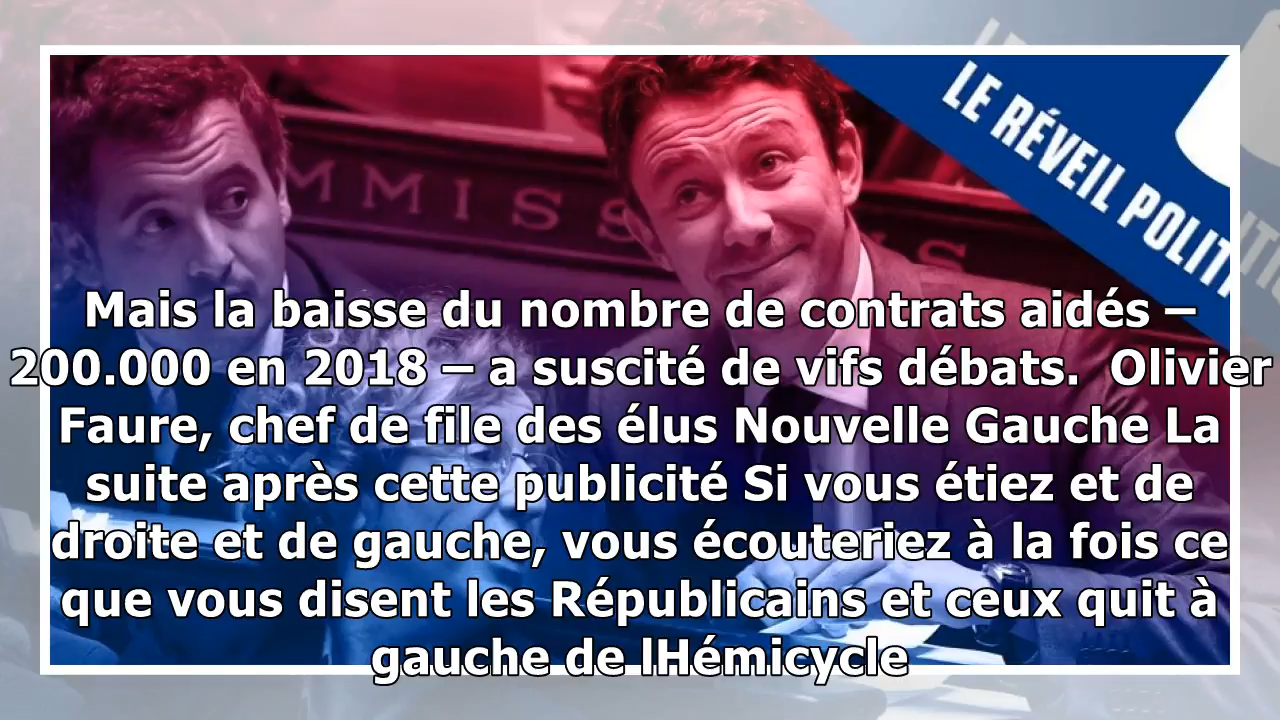 LE RÉVEIL POLIT
MMISS
S
Mais la baisse du nombre de contrats aidés –
200.000 en 2018 – a suscité de vifs débats.  Olivier
Faure, chef de file des élus Nouvelle Gauche La
suite après cette publicité Si vous étiez et de
droite et de gauche, vous écouteriez à la fois ce
que vous disent les Républicains et ceux quit à
gauche de lHémicycle